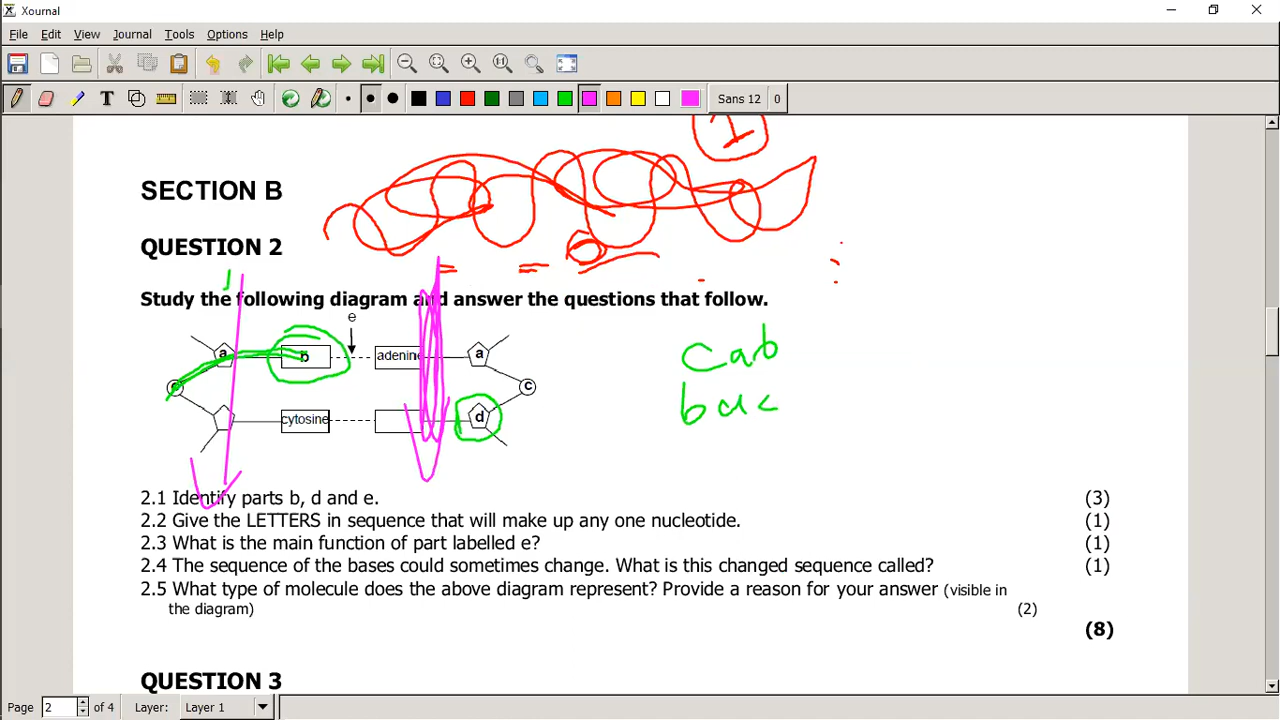 Xournal
File Edit View Journal Tools Options Help
T Sans 12 0
1
SECTION B
QUESTION 2
Study the following diagram and answer the questions that follow.
e
a b adenine a
c c
cytosine d
cab
bac
2.1 Identify parts b, d and e. (3)
2.2 Give the LETTERS in sequence that will make up any one nucleotide. (1)
2.3 What is the main function of part labelled e? (1)
2.4 The sequence of the bases could sometimes change. What is this changed sequence called? (1)
2.5 What type of molecule does the above diagram represent? Provide a reason for your answer (visible in
the diagram) (2)
(8)
QUESTION 3
Page 2 of 4 Layer: Layer 1